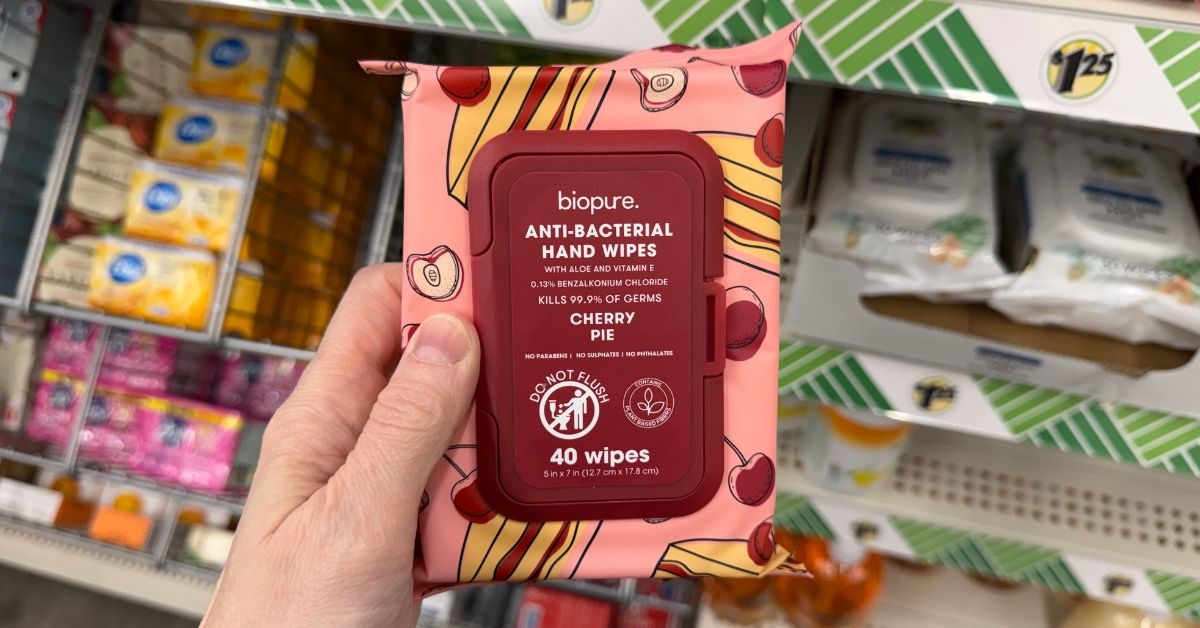 biopure.
ANTI-BACTERIAL
HAND WIPES
WITH ALOE AND VITAMIN E
0.13% BENZALKONIUM CHLORIDE
KILLS 99.9% OF GERMS
CHERRY
PIE
NO PARABENS | NO SULPHATES | NO PHTHALATES
DO NOT FLUSH
CONTAINS
PLANT BASED FIBERS
40 wipes
5 in x 7 in (12.7 cm x 17.8 cm)
$1.25
Dial
Dial
Dial
Dial
$1.25